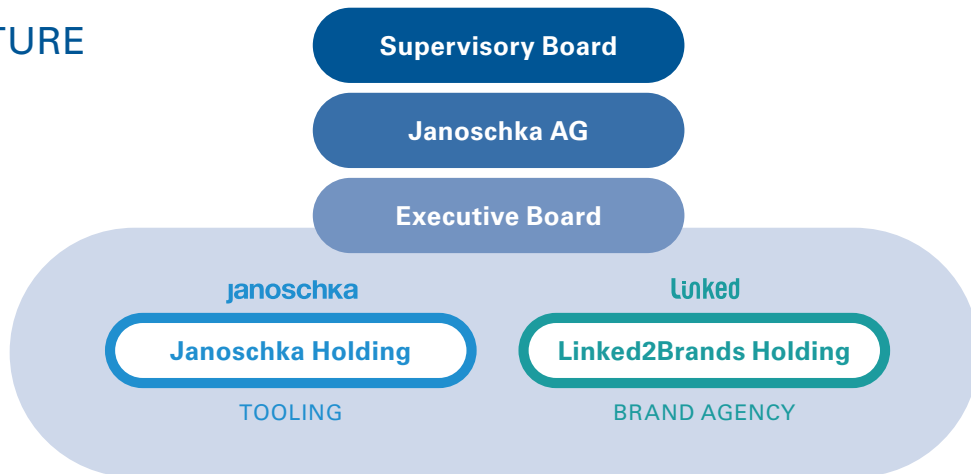 TURE
Supervisory Board
Janoschka AG
Executive Board
janoschka
Linked
Janoschka Holding
Linked2Brands Holding
TOOLING
BRAND AGENCY